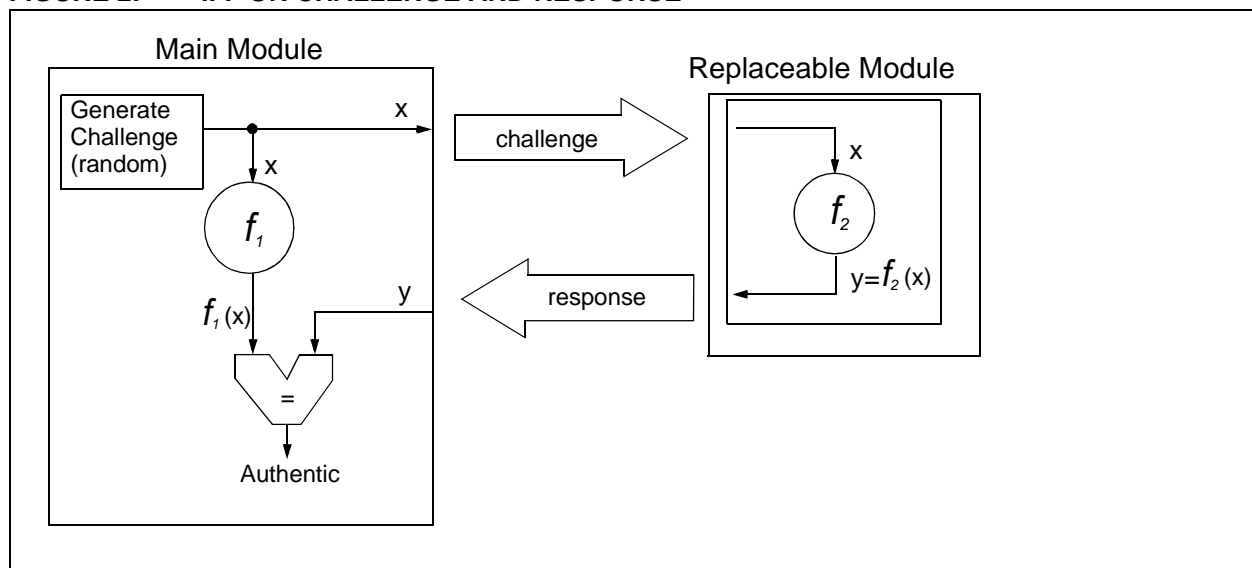 Main Module
Replaceable Module
Generate
Challenge
(random)
x
x
challenge
x
f1
f2
y=f2(x)
response
y
f1(x)
=
Authentic